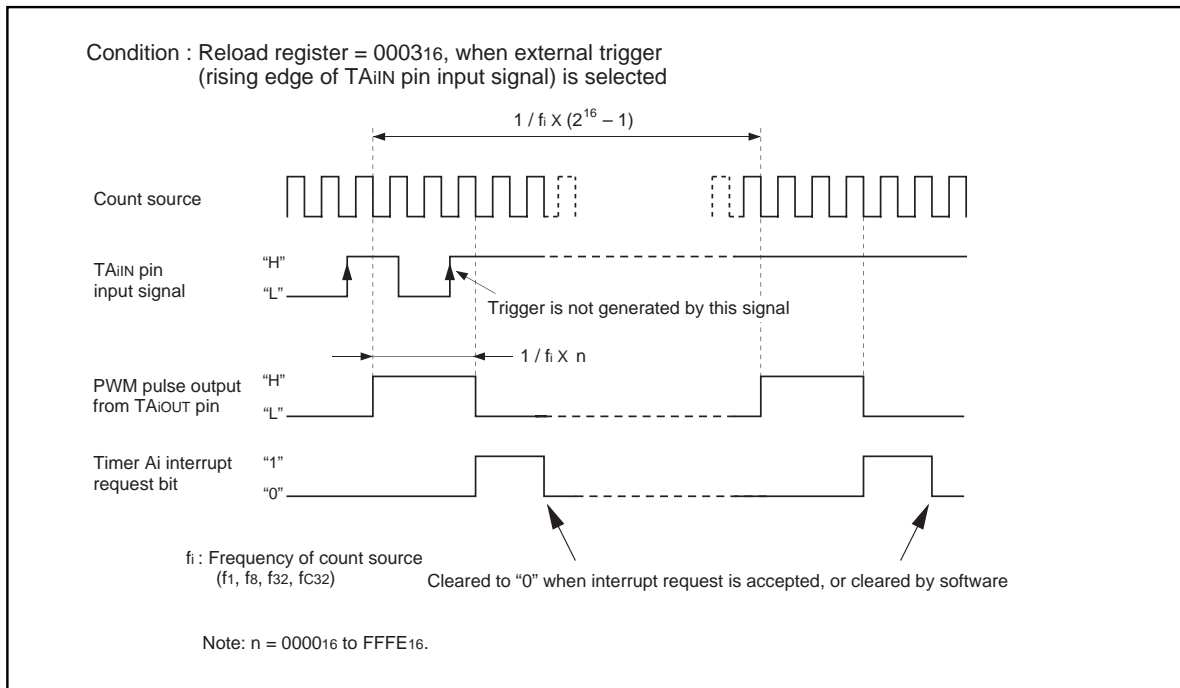 Condition : Reload register = 000316, when external trigger
(rising edge of TAiIN pin input signal) is selected
1 / fi X (2^16 – 1)
Count source
TAiIN pin
input signal
“H”
“L”
Trigger is not generated by this signal
1 / fi X n
PWM pulse output
from TAiOUT pin
“H”
“L”
Timer Ai interrupt
request bit
“1”
“0”
fi : Frequency of count source
(f1, f8, f32, fC32)
Cleared to “0” when interrupt request is accepted, or cleared by software
Note: n = 000016 to FFFE16.